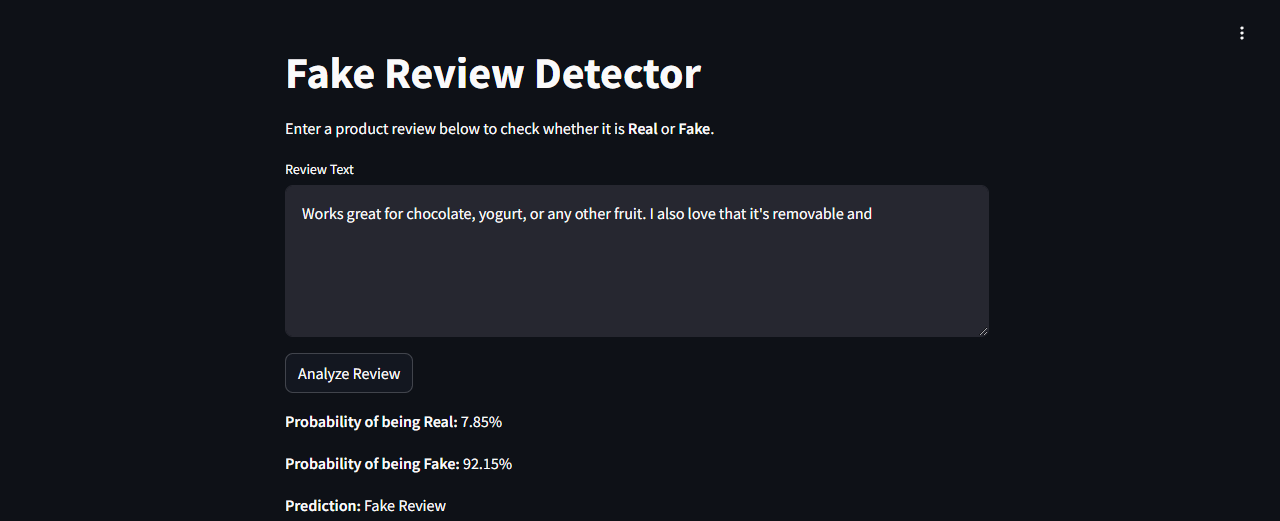 Fake Review Detector
Enter a product review below to check whether it is Real or Fake.
Review Text
Works great for chocolate, yogurt, or any other fruit. I also love that it's removable and
Analyze Review
Probability of being Real: 7.85%
Probability of being Fake: 92.15%
Prediction: Fake Review